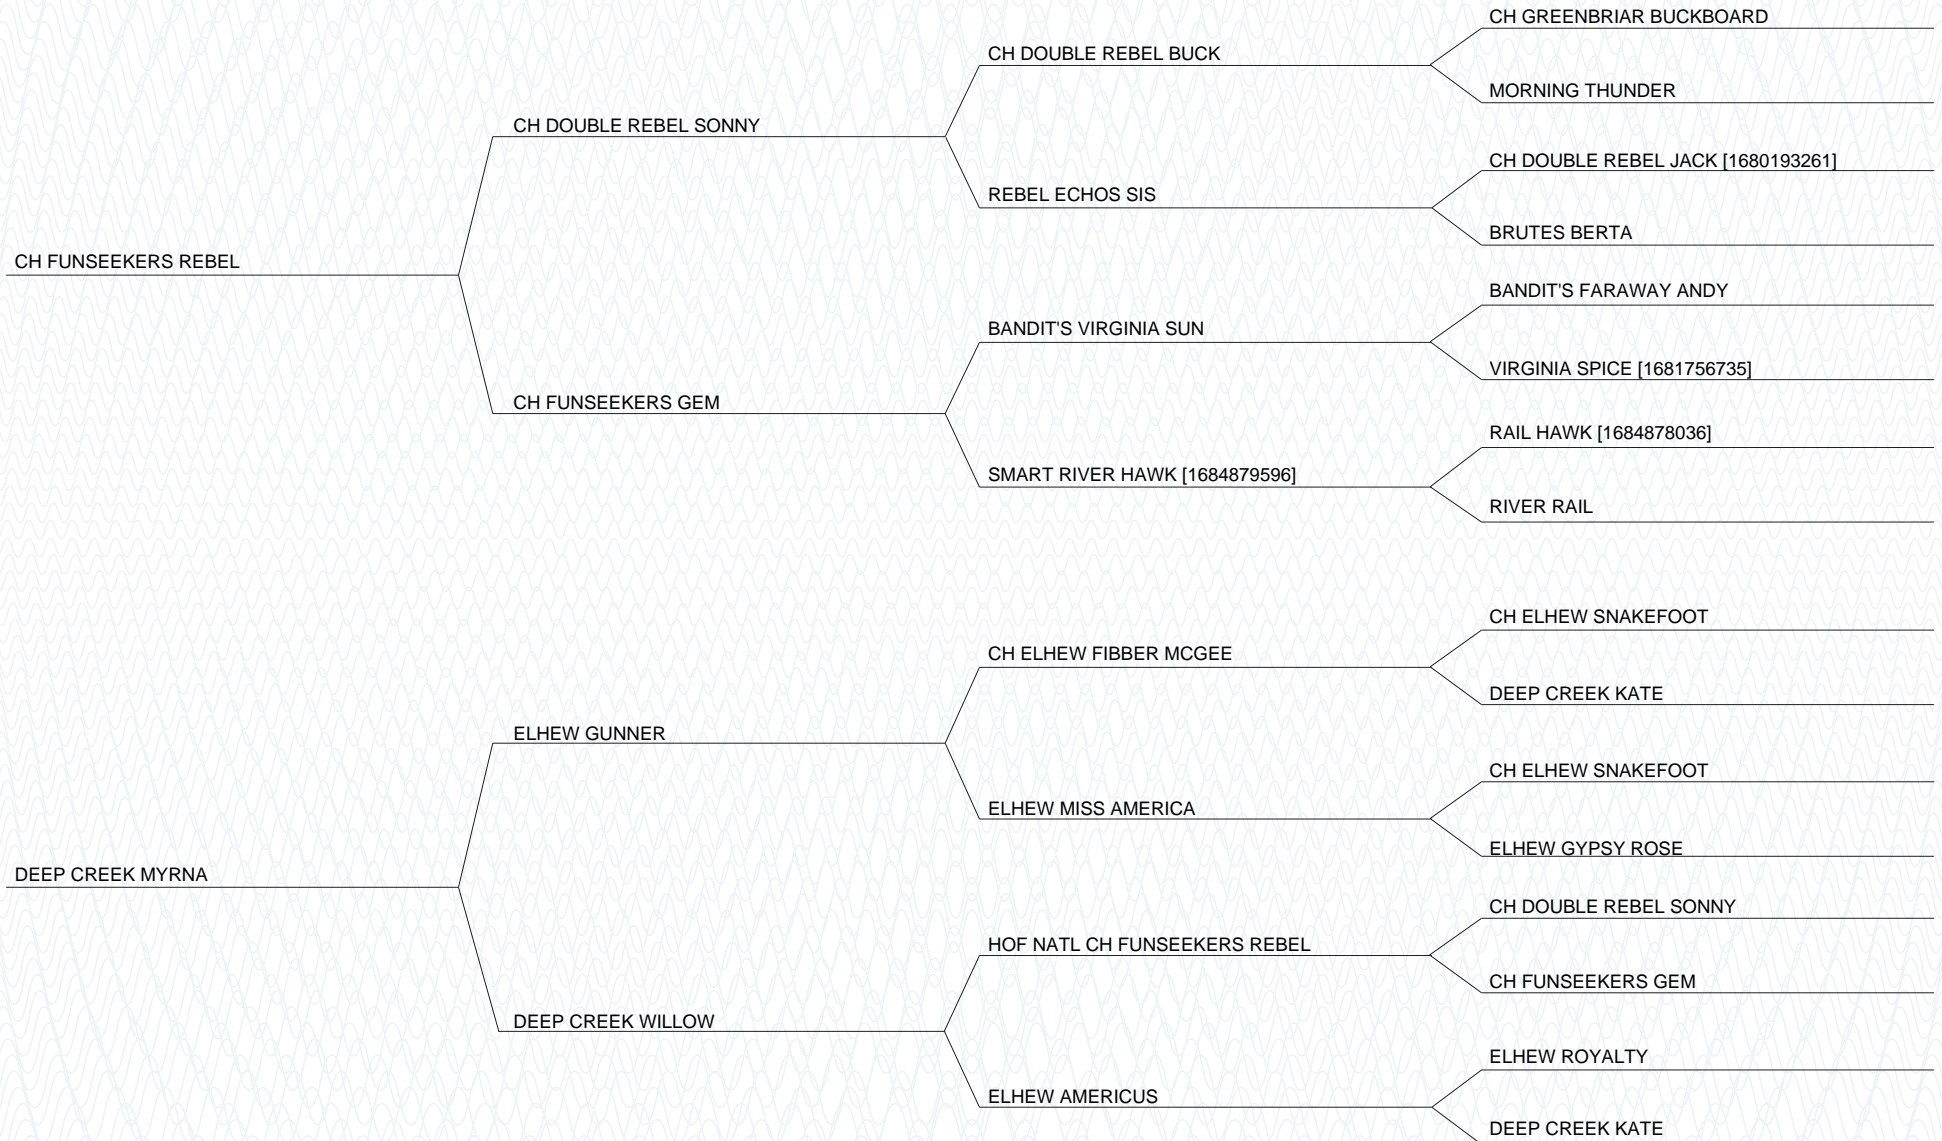 CH GREENBRIAR BUCKBOARD
CH DOUBLE REBEL BUCK
MORNING THUNDER
CH DOUBLE REBEL SONNY
CH DOUBLE REBEL JACK [1680193261]
REBEL ECHOS SIS
BRUTES BERTA
CH FUNSEEKERS REBEL
BANDIT'S FARAWAY ANDY
BANDIT'S VIRGINIA SUN
VIRGINIA SPICE [1681756735]
CH FUNSEEKERS GEM
RAIL HAWK [1684878036]
SMART RIVER HAWK [1684879596]
RIVER RAIL
CH ELHEW SNAKEFOOT
CH ELHEW FIBBER MCGEE
DEEP CREEK KATE
ELHEW GUNNER
CH ELHEW SNAKEFOOT
ELHEW MISS AMERICA
ELHEW GYPSY ROSE
DEEP CREEK MYRNA
CH DOUBLE REBEL SONNY
HOF NATL CH FUNSEEKERS REBEL
CH FUNSEEKERS GEM
DEEP CREEK WILLOW
ELHEW ROYALTY
ELHEW AMERICUS
DEEP CREEK KATE